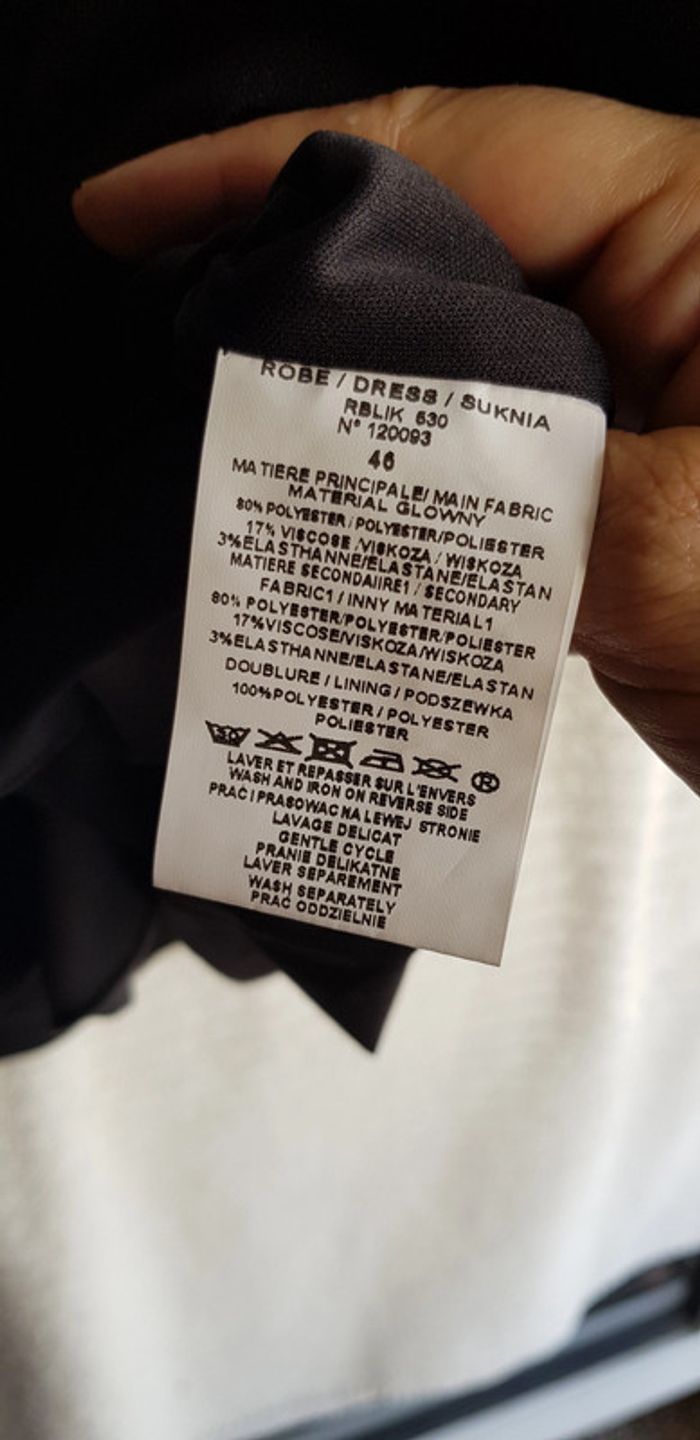 ROBE / DRESS / SUKNIA
RBLIK 530
N° 120093
46
MATIERE PRINCIPALE/ MAIN FABRIC
MATERIAL GLOWNY
80% POLYESTER / POLYESTER/POLIESTER
17% VISCOSE /VISKOZA / WISKOZA
3%ELASTHANNE/ELASTANE/ELASTAN
MATIERE SECONDAIIRE1 / SECONDARY
FABRIC1 / INNY MATERIAL1
80% POLYESTER/POLYESTER/POLIESTER
17%VISCOSE/VISKOZA/WISKOZA
3%ELASTHANNE/ELASTANE/ELASTAN
DOUBLURE / LINING / PODSZEWKA
100%POLYESTER / POLYESTER
POLIESTER
30 R
LAVER ET REPASSER SUR L'ENVERS
WASH AND IRON ON REVERSE SIDE
PRAC I PRASOWAC NA LEWEJ STRONIE
LAVAGE DELICAT
GENTLE CYCLE
PRANIE DELIKATNE
LAVER SEPAREMENT
WASH SEPARATELY
PRAC ODDZIELNIE